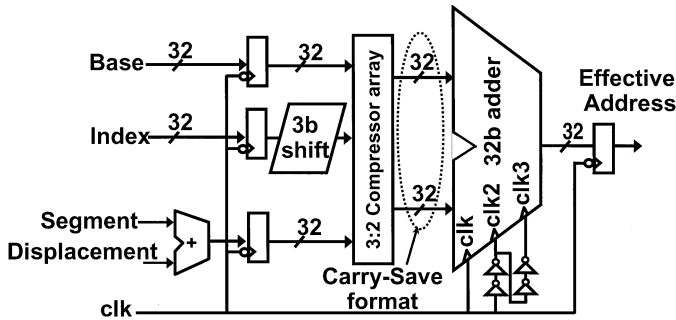 Base
32
32
Index
32
3b
shift
Segment
Displacement
+
32
clk
3:2 Compressor array
32
32
Carry-Save
format
32b adder
clk
clk2
clk3
32
Effective
Address